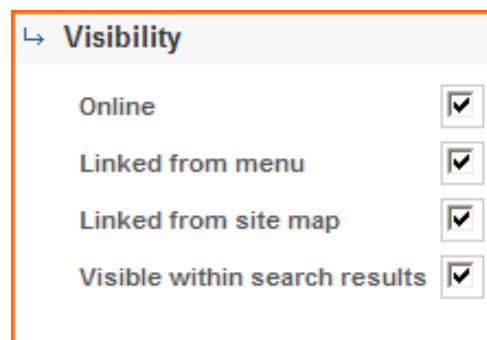 Visibility
Online
Linked from menu
Linked from site map
Visible within search results